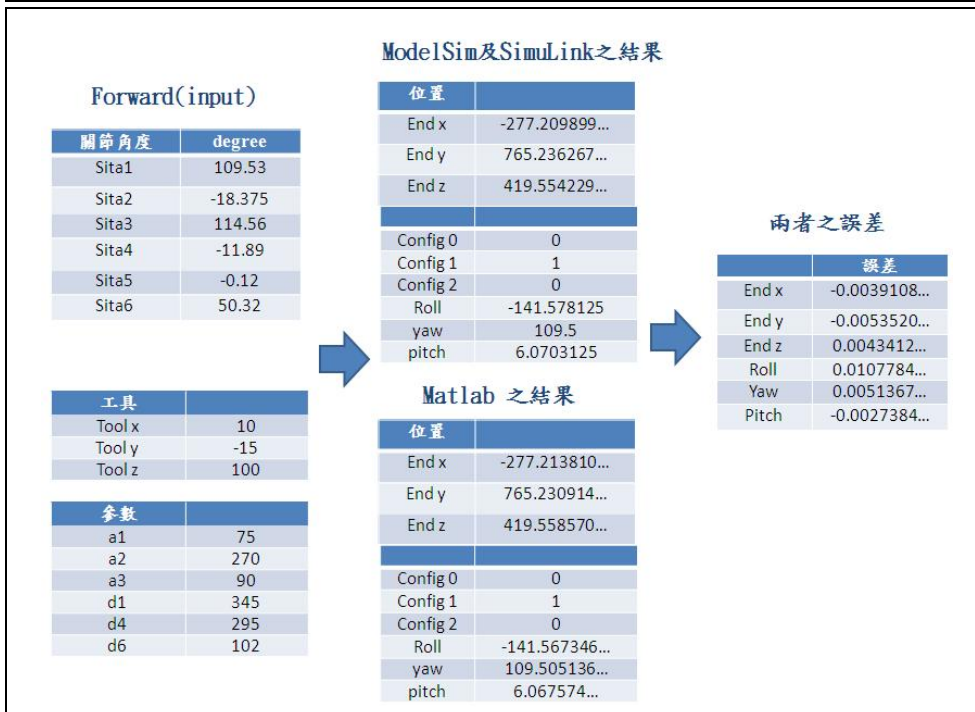 Forward(input)
關節角度 degree
Sita1 109.53
Sita2 -18.375
Sita3 114.56
Sita4 -11.89
Sita5 -0.12
Sita6 50.32
工具
Tool x 10
Tool y -15
Tool z 100
參數
a1 75
a2 270
a3 90
d1 345
d4 295
d6 102
ModelSim及SimuLink之結果
位置
End x -277.209899...
End y 765.236267...
End z 419.554229...
Config 0 0
Config 1 1
Config 2 0
Roll -141.578125
yaw 109.5
pitch 6.0703125
Matlab 之結果
位置
End x -277.213810...
End y 765.230914...
End z 419.558570...
Config 0 0
Config 1 1
Config 2 0
Roll -141.567346...
yaw 109.505136...
pitch 6.067574...
兩者之誤差
誤差
End x -0.0039108...
End y -0.0053520...
End z 0.0043412...
Roll 0.0107784...
Yaw 0.0051367...
Pitch -0.0027384...